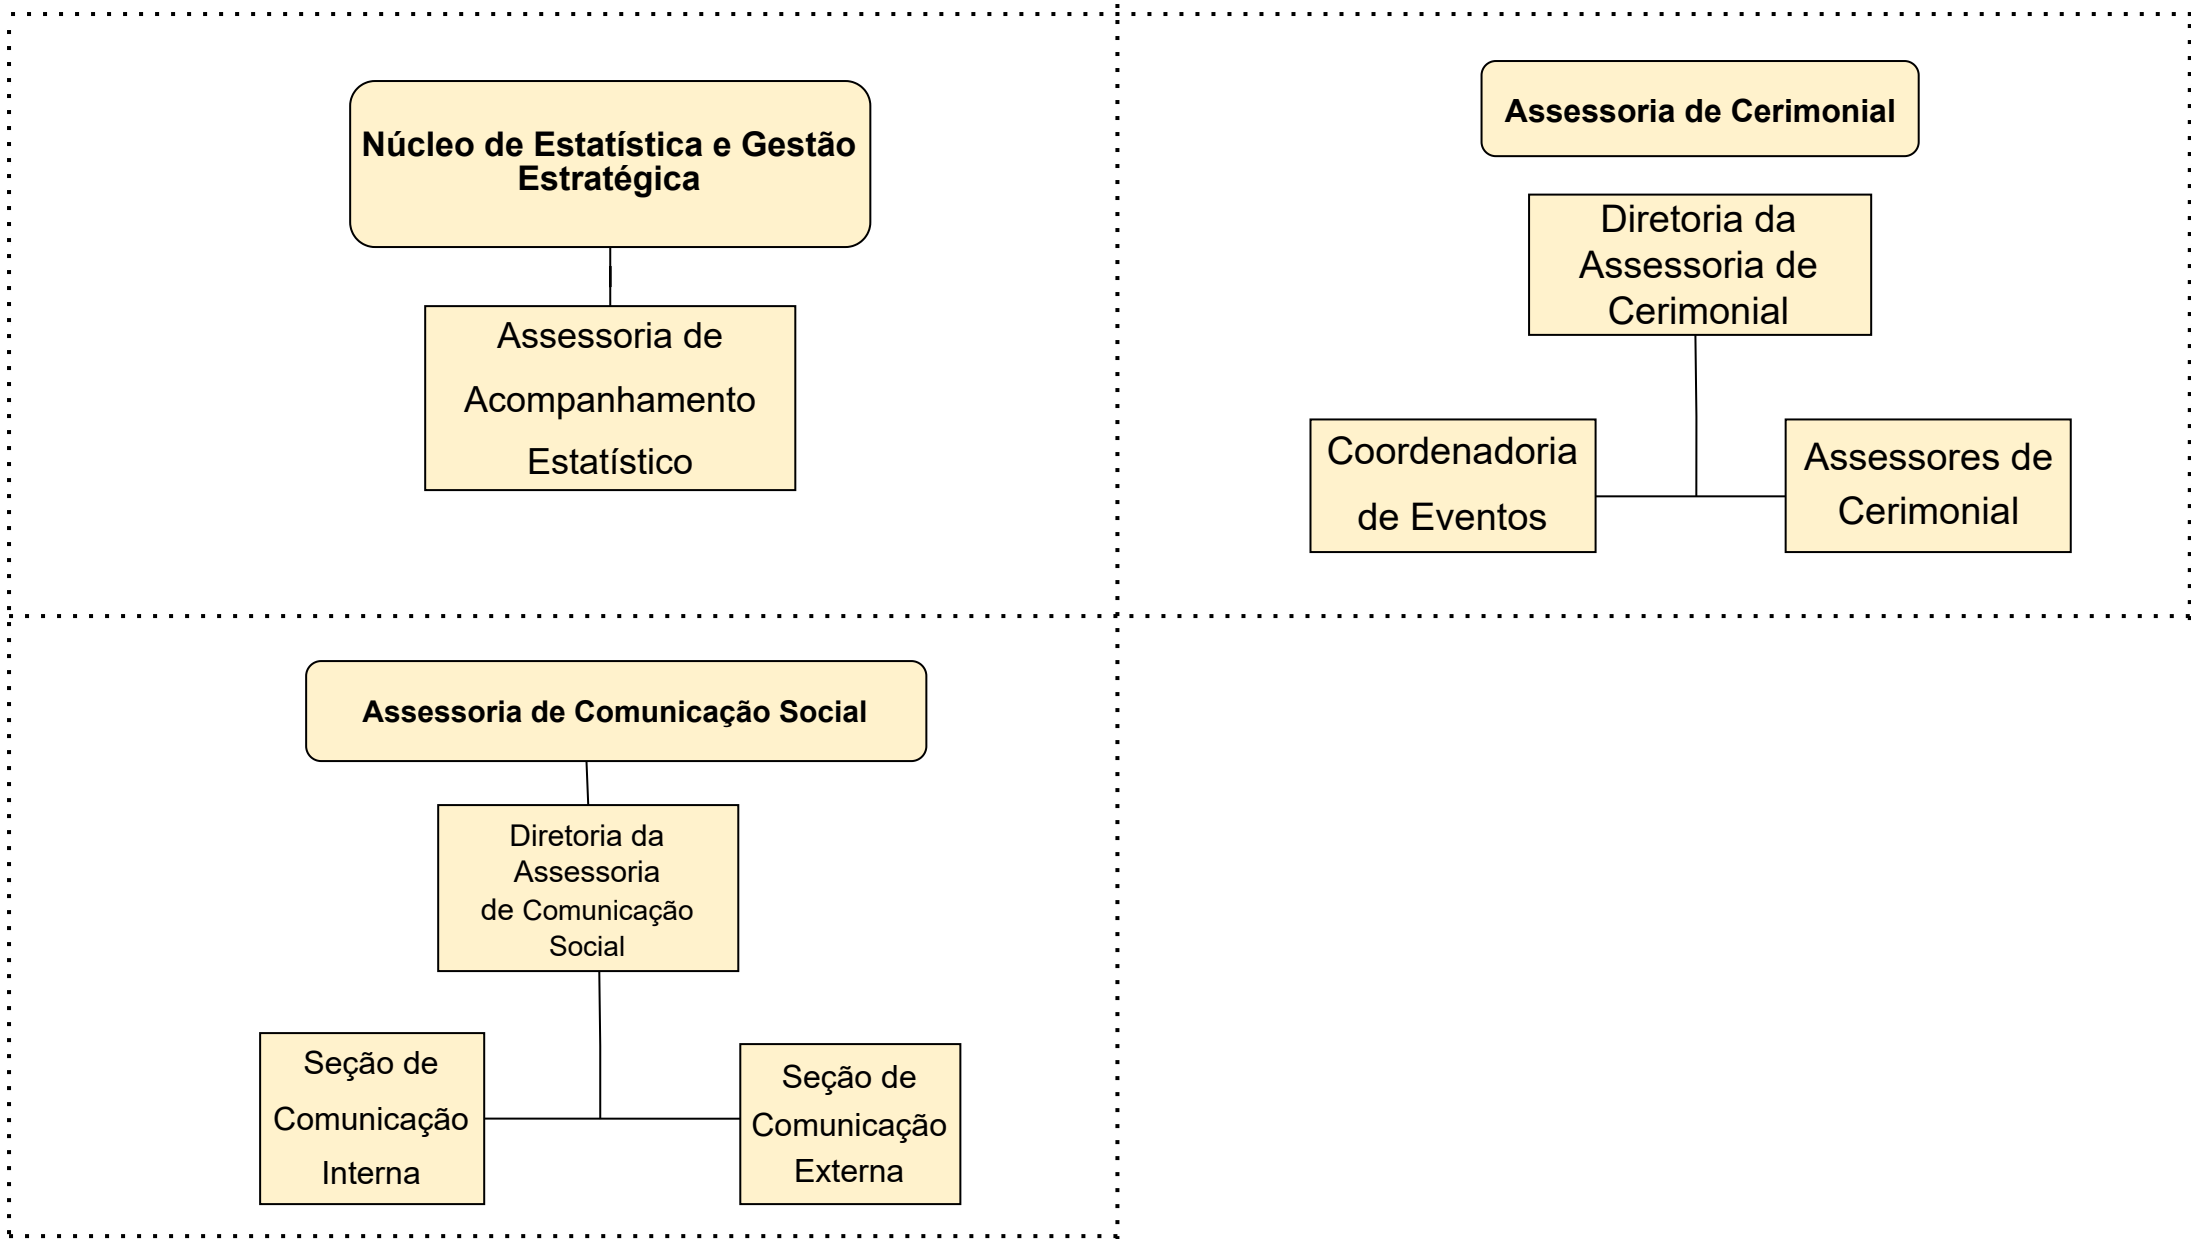 Núcleo de Estatística e Gestão
Estratégica
Assessoria de
Acompanhamento
Estatístico
Assessoria de Cerimonial
Diretoria da
Assessoria de
Cerimonial
Coordenadoria
de Eventos
Assessores de
Cerimonial
Assessoria de Comunicação Social
Diretoria da
Assessoria
de Comunicação
Social
Seção de
Comunicação
Interna
Seção de
Comunicação
Externa